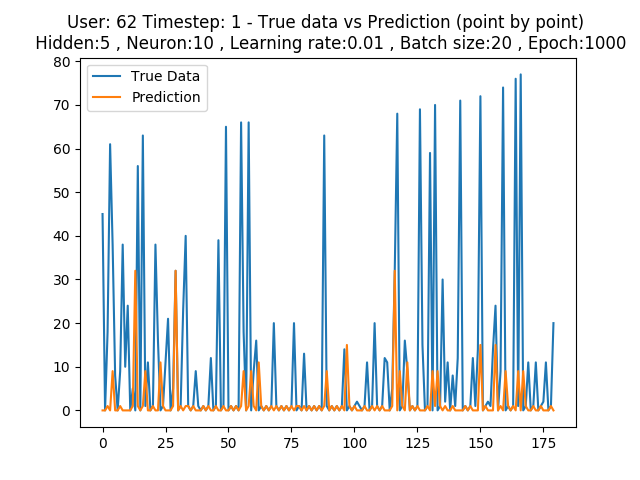 User: 62 Timestep: 1 - True data vs Prediction (point by point)
Hidden:5 , Neuron:10 , Learning rate:0.01 , Batch size:20 , Epoch:1000
True Data
Prediction
80
70
60
50
40
30
20
10
0
0 25 50 75 100 125 150 175